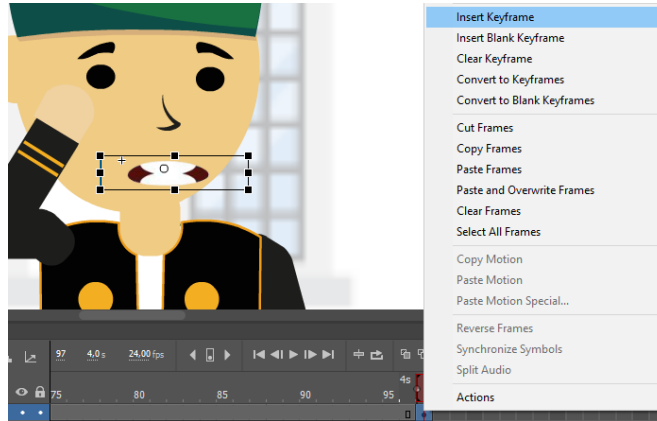 Insert Keyframe
Insert Blank Keyframe
Clear Keyframe
Convert to Keyframes
Convert to Blank Keyframes
Cut Frames
Copy Frames
Paste Frames
Paste and Overwrite Frames
Clear Frames
Select All Frames
Copy Motion
Paste Motion
Paste Motion Special...
Reverse Frames
Synchronize Symbols
Split Audio
Actions
97 4,0 s 24,00 fps
4s
75 80 85 90 95